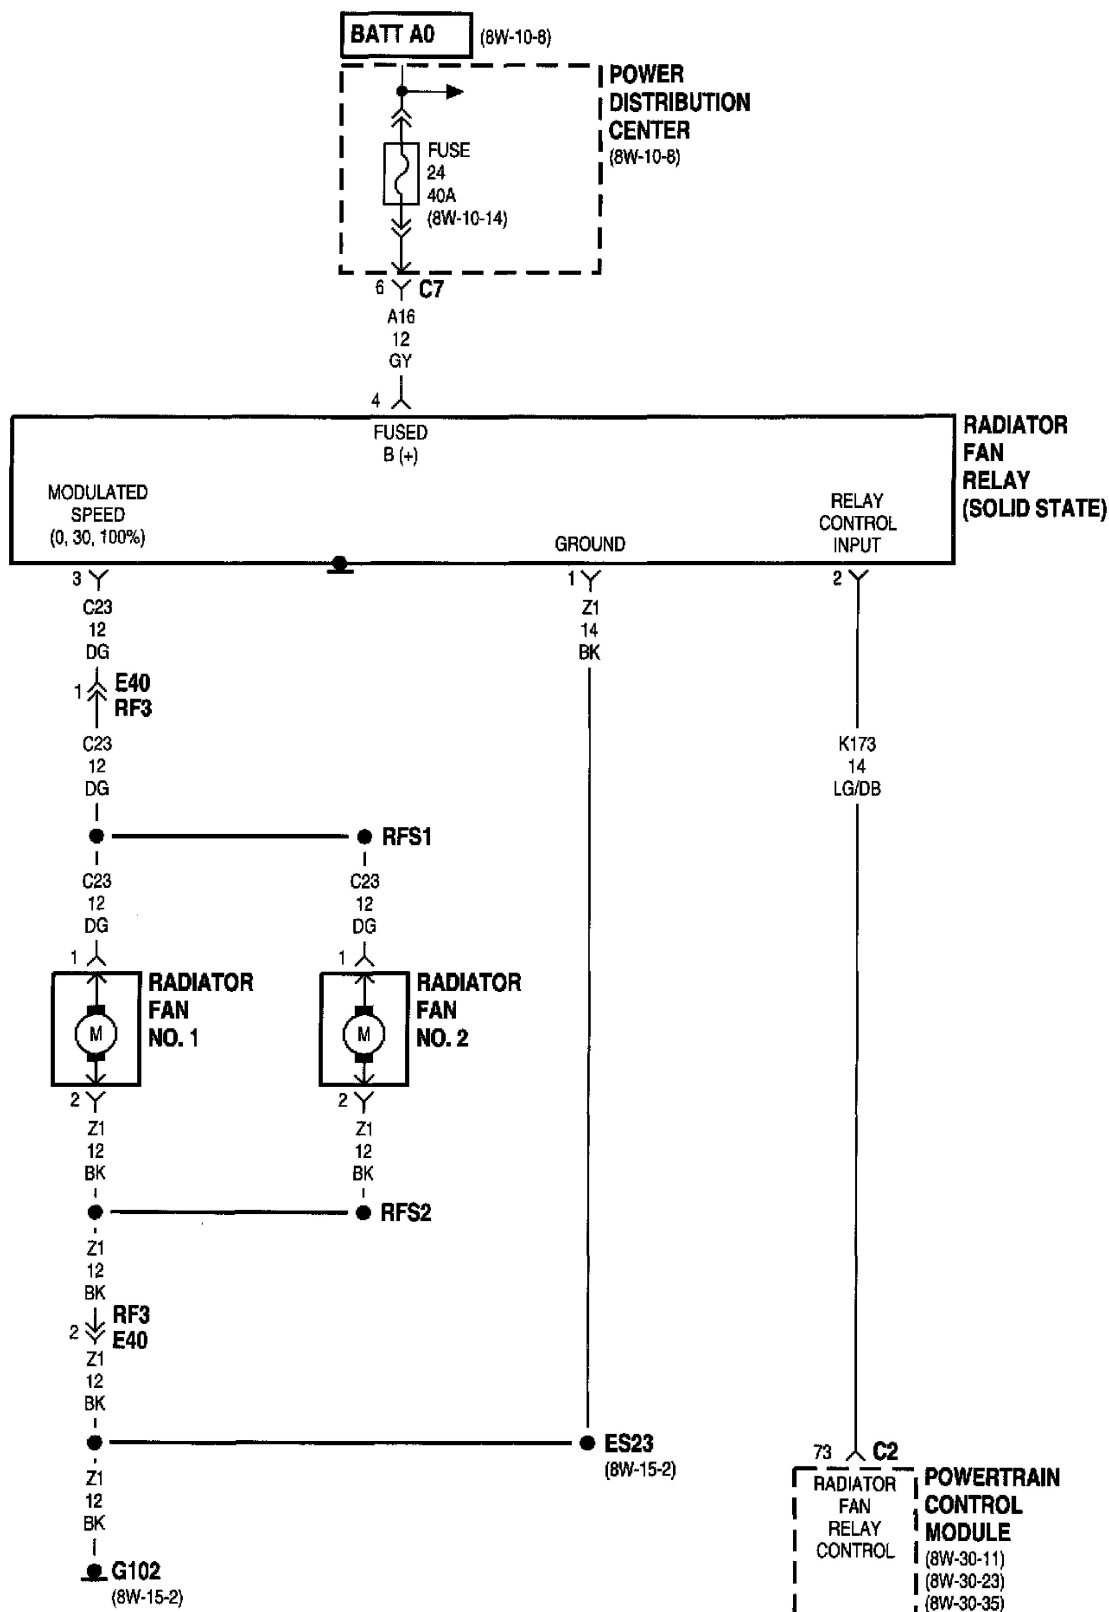 BATT A0 (8W-10-8)
POWER
DISTRIBUTION
CENTER
(8W-10-8)
FUSE
24
40A
(8W-10-14)
6 C7
A16
12
GY
4
FUSED
B (+)
RADIATOR
FAN
RELAY
(SOLID STATE)
MODULATED
SPEED
(0, 30, 100%)
GROUND
RELAY
CONTROL
INPUT
3
C23
12
DG
1
Z1
14
BK
2
1 E40
RF3
C23
12
DG
K173
14
LG/DB
RFS1
C23
12
DG
C23
12
DG
1
RADIATOR
FAN
NO. 1
M
2
1
RADIATOR
FAN
NO. 2
M
2
Z1
12
BK
Z1
12
BK
RFS2
Z1
12
BK
RF3
2 E40
Z1
12
BK
ES23
(8W-15-2)
Z1
12
BK
G102
(8W-15-2)
73 C2
RADIATOR
FAN
RELAY
CONTROL
POWERTRAIN
CONTROL
MODULE
(8W-30-11)
(8W-30-23)
(8W-30-35)